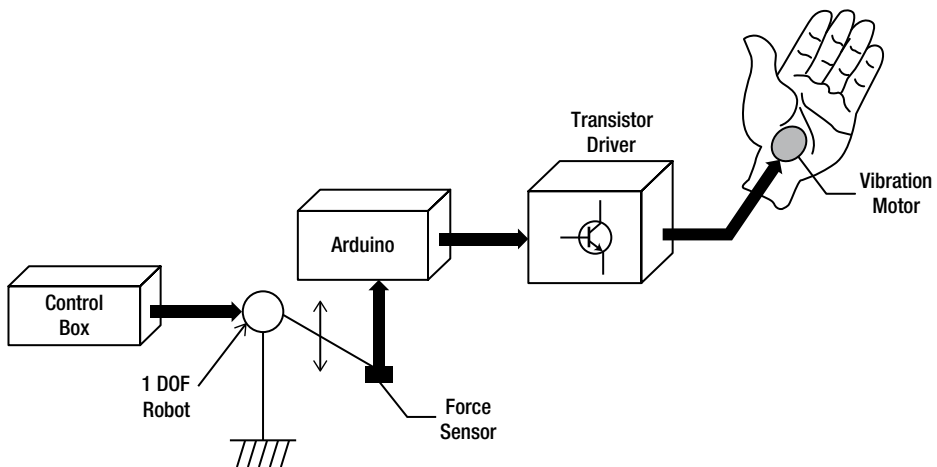 Transistor
Driver
Vibration
Motor
Arduino
Control
Box
1 DOF
Robot
Force
Sensor